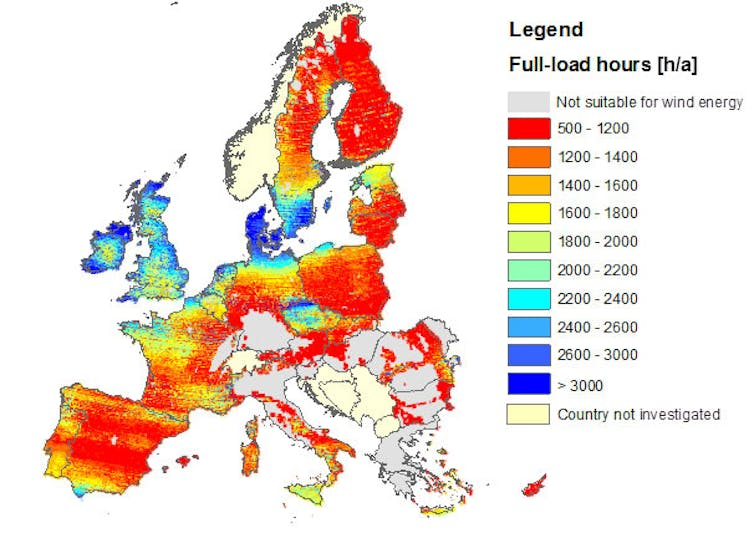 Legend
Full-load hours [h/a]
Not suitable for wind energy
500 - 1200
1200 - 1400
1400 - 1600
1600 - 1800
1800 - 2000
2000 - 2200
2200 - 2400
2400 - 2600
2600 - 3000
> 3000
Country not investigated